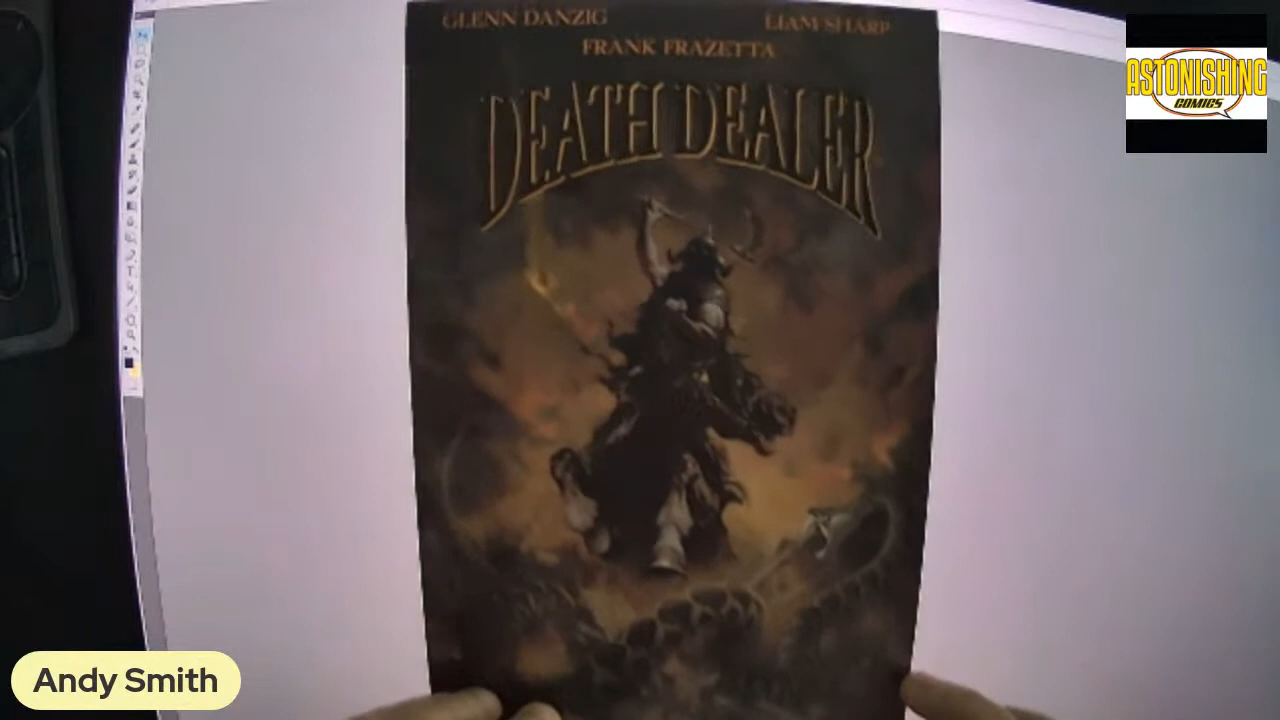 GLENN DANZIG
LIAM SHARP
FRANK FRAZETTA
DEATH DEALER
ASTONISHING
COMICS
Andy Smith